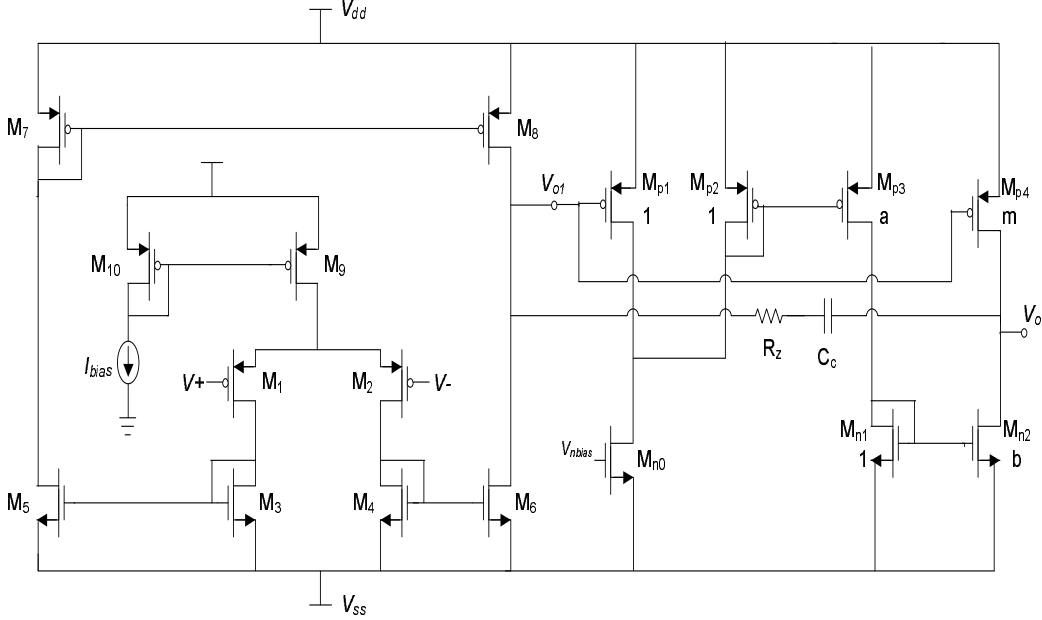 Vdd
M7
M8
Vo1
Mp1
1
Mp2
1
Mp3
a
Mp4
m
M10
M9
Ibias
V+
M1
M2
V-
Rz
Cc
Vo
Vnbias
Mn0
Mn1
1
Mn2
b
M5
M3
M4
M6
Vss